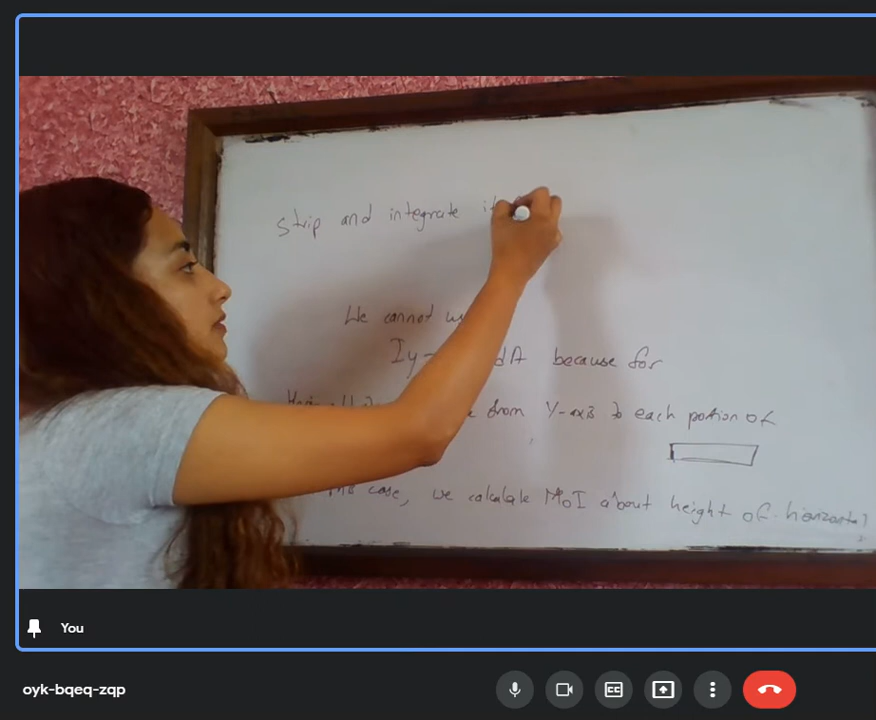 strip and integrate
We cannot
Iy dA because for
from Y-axis to each portion of
case, we calculate MoI about height of horizontal
You
oyk-bqeq-zqp
CC